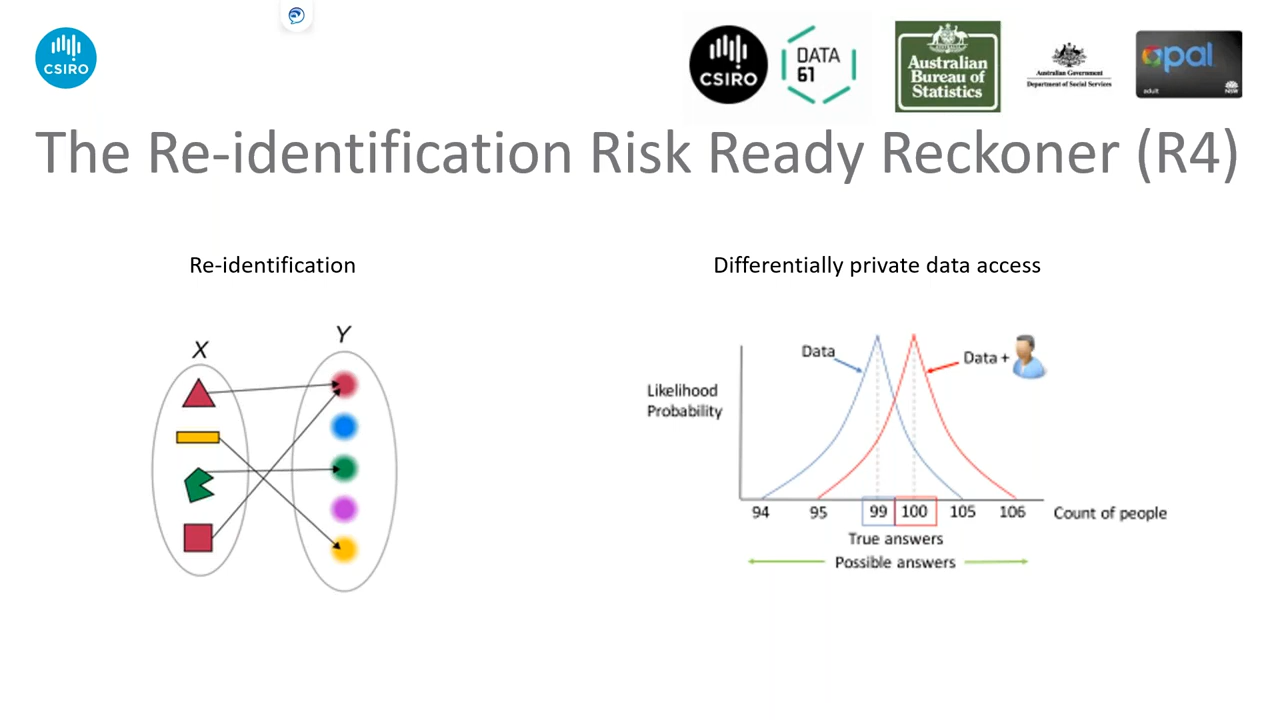 CSIRO
CSIRO
DATA
61
Australian
Bureau of
Statistics
Australian Government
Department of Social Services
opal
adult
NSW
The Re-identification Risk Ready Reckoner (R4)
Re-identification
X
Y
Differentially private data access
Data
Data +
Likelihood
Probability
94 95 99 100 105 106 Count of people
True answers
Possible answers